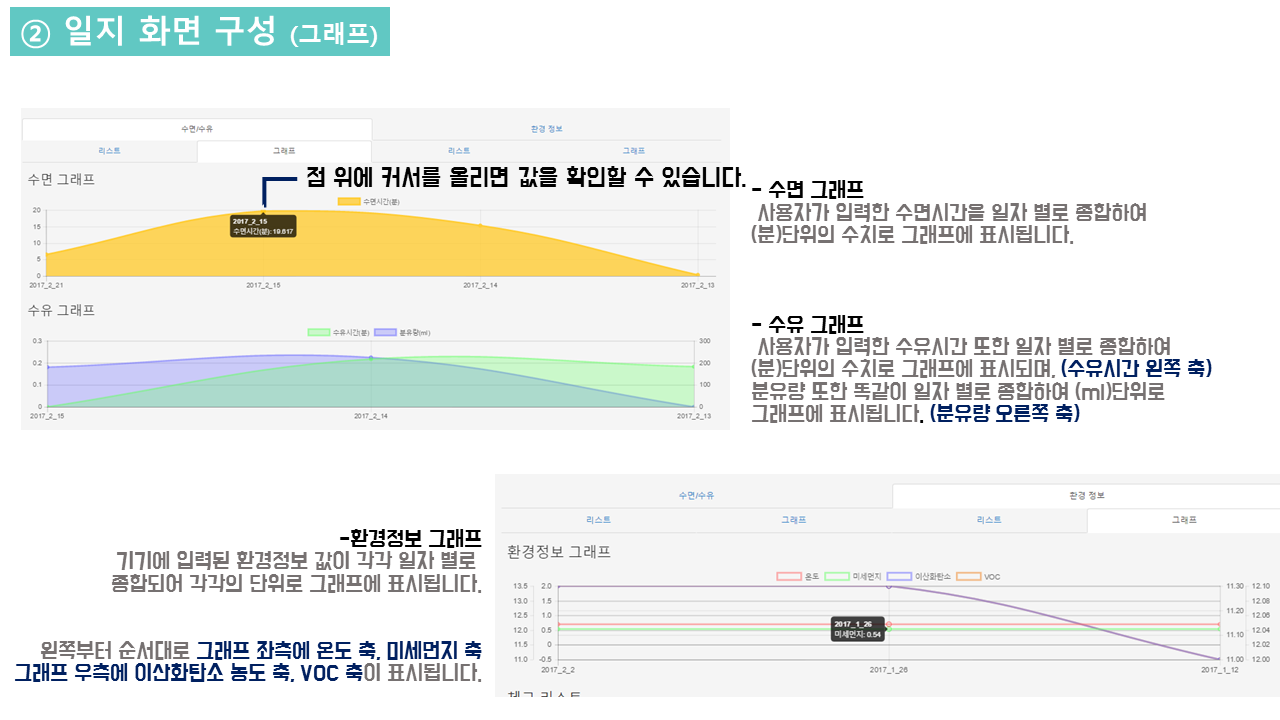 ② 일지 화면 구성 (그래프)
수면/수유
환경 정보
리스트
그래프
리스트
그래프
수면 그래프
점 위에 커서를 올리면 값을 확인할 수 있습니다.
수면시간(분)
2017_2_15
수면시간(분): 19.617
20
15
10
5
0
2017_2_21
2017_2_15
2017_2_14
2017_2_13
수유 그래프
수유시간(분)
분유량(ml)
0.3
0.2
0.1
0
300
200
100
0
2017_2_15
2017_2_14
2017_2_13
- 수면 그래프
사용자가 입력한 수면시간을 일자 별로 종합하여
(분)단위의 수치로 그래프에 표시됩니다.
- 수유 그래프
사용자가 입력한 수유시간 또한 일자 별로 종합하여
(분)단위의 수치로 그래프에 표시되며, (수유시간 왼쪽 축)
분유량 또한 똑같이 일자 별로 종합하여 (ml)단위로
그래프에 표시됩니다. (분유량 오른쪽 축)
-환경정보 그래프
기기에 입력된 환경정보 값이 각각 일자 별로
종합되어 각각의 단위로 그래프에 표시됩니다.
왼쪽부터 순서대로 그래프 좌측에 온도 축, 미세먼지 축
그래프 우측에 이산화탄소 농도 축, VOC 축이 표시됩니다.
수면/수유
환경 정보
리스트
그래프
리스트
그래프
환경정보 그래프
온도
미세먼지
이산화탄소
VOC
13.5
13.0
12.5
12.0
11.5
11.0
2.0
1.5
1.0
0.5
0
-0.5
2017_1_26
미세먼지: 0.54
11.30
11.20
11.10
11.00
12.10
12.08
12.06
12.04
12.02
12.00
2017_2_2
2017_1_26
2017_1_12